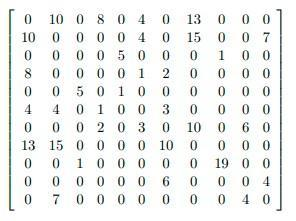 0 10 0 8 0 4 0 13 0 0 0
10 0 0 0 0 4 0 15 0 0 7
0 0 0 0 5 0 0 0 1 0 0
8 0 0 0 0 1 2 0 0 0 0
0 0 5 0 1 0 0 0 0 0 0
4 4 0 1 0 0 3 0 0 0 0
0 0 0 2 0 3 0 10 0 6 0
13 15 0 0 0 0 10 0 0 0 0
0 0 1 0 0 0 0 0 19 0 0
0 0 0 0 0 0 6 0 0 0 4
0 7 0 0 0 0 0 0 0 4 0